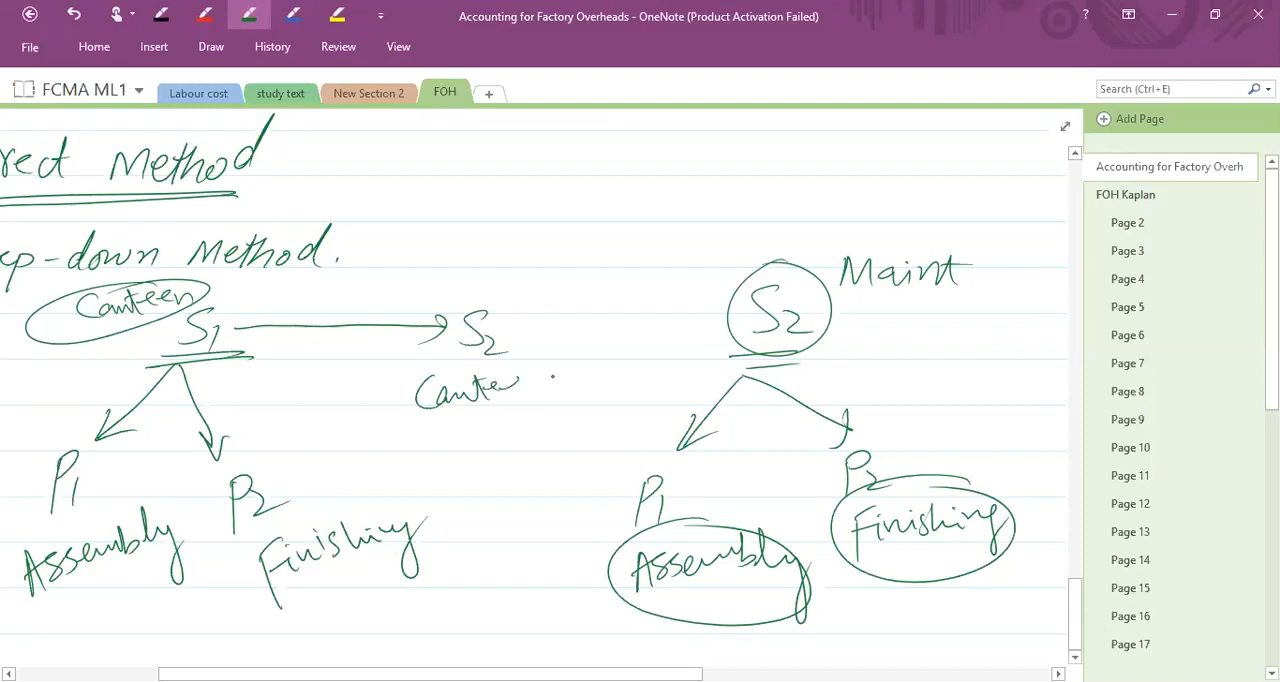 Accounting for Factory Overheads - OneNote (Product Activation Failed)
?
File Home Insert Draw History Review View
FCMA ML1
Labour cost study text New Section 2 FOH +
Search (Ctrl+E)
Add Page
Accounting for Factory Overh
FOH Kaplan
Page 2
Page 3
Page 4
Page 5
Page 6
Page 7
Page 8
Page 9
Page 10
Page 11
Page 12
Page 13
Page 14
Page 15
Page 16
Page 17
rect Method
ep-down Method.
Canteen
S1
S2
Cante
P1
Assembly
P2
Finishing
Maint
S2
P1
Assembly
P2
Finishing